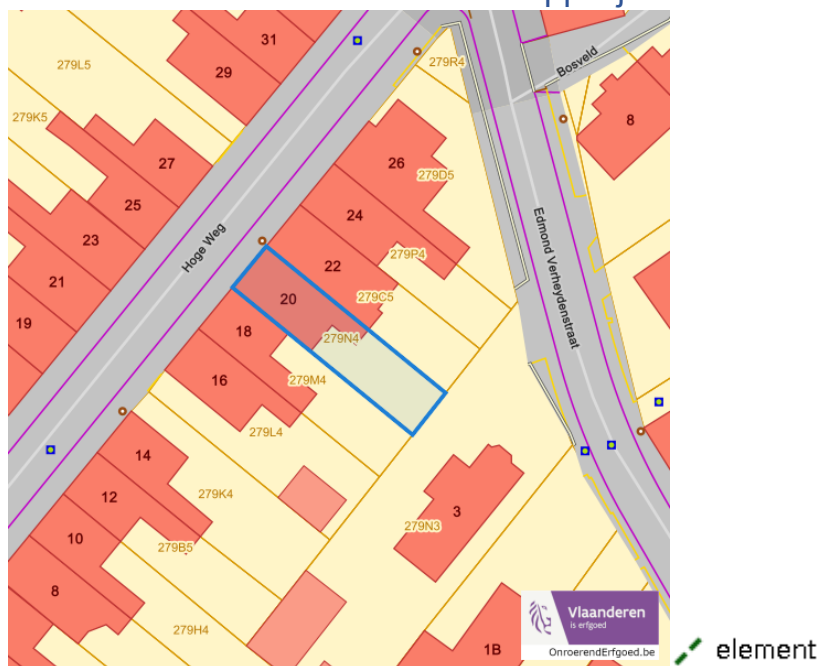 31
279L5
29
279R4
Bosveld
279K5
8
27
26
279D5
25
24
23
Hoge Weg
Edmond Verheydenstraat
22
279P4
21
279C5
20
19
18
279N4
16
279M4
279L4
14
279K4
12
3
279N3
10
279B5
8
279H4
1B
Vlaanderen
is erfgoed
OnroerendErfgoed.be
element